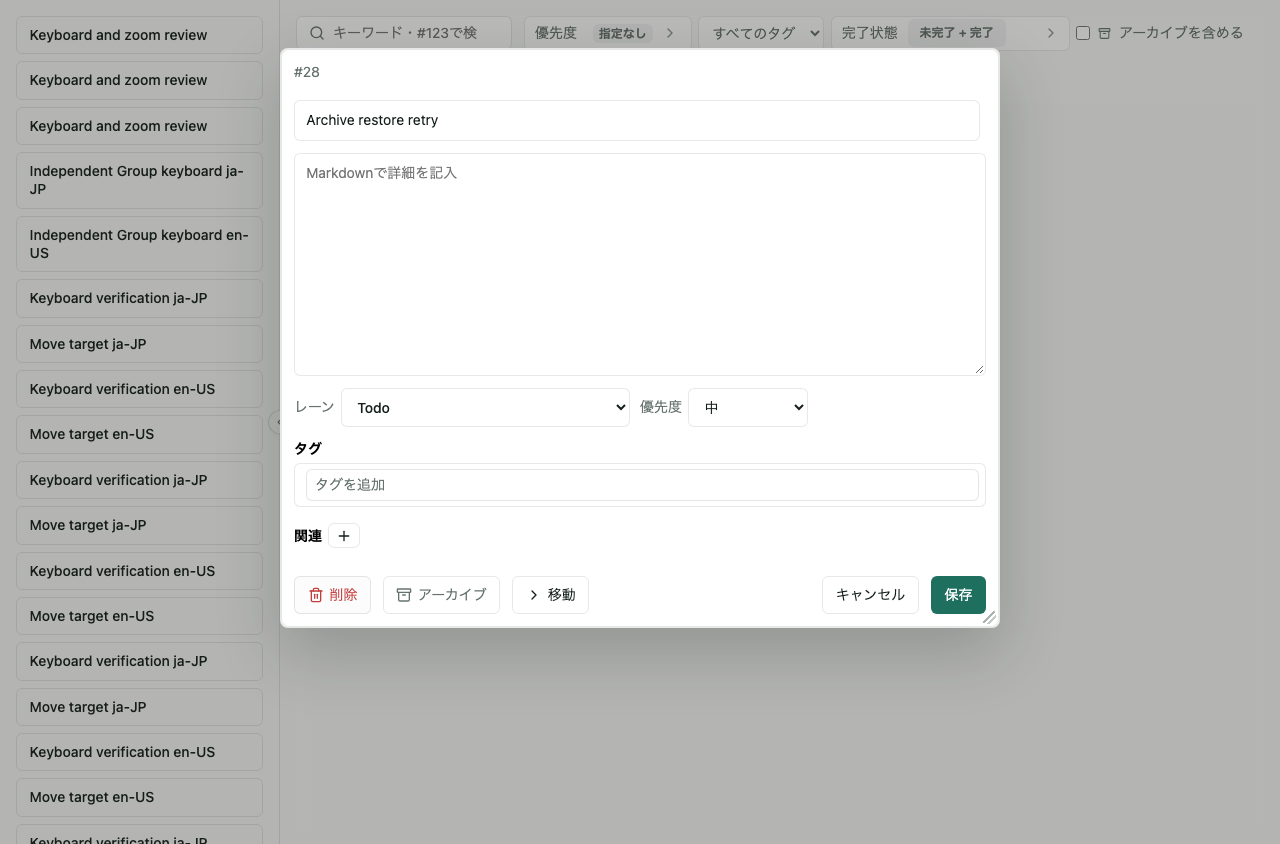 Keyboard and zoom review
Keyboard and zoom review
Keyboard and zoom review
Independent Group keyboard ja-
JP
Independent Group keyboard en-
US
Keyboard verification ja-JP
Move target ja-JP
Keyboard verification en-US
Move target en-US
Keyboard verification ja-JP
Move target ja-JP
Keyboard verification en-US
Move target en-US
Keyboard verification ja-JP
Move target ja-JP
Keyboard verification en-US
Move target en-US
Keyboard verification ja-JP
キーワード・#123で検
優先度 指定なし
すべてのタグ
完了状態 未完了 + 完了
アーカイブを含める
#28
Archive restore retry
Markdownで詳細を記入
レーン Todo 優先度 中
タグ
タグを追加
関連
削除 アーカイブ 移動 キャンセル 保存